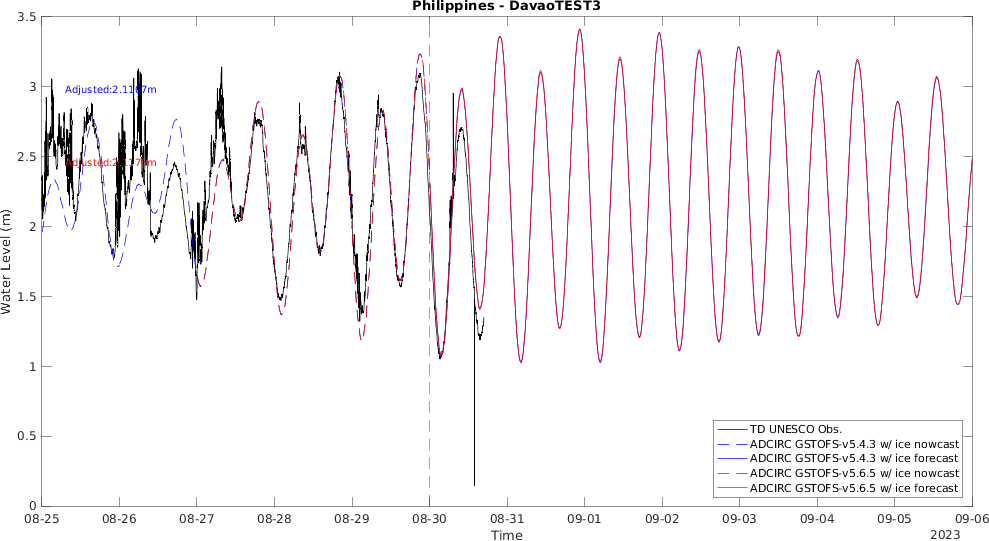 Philippines - DavaoTEST3
3.5
3
2.5
2
1.5
1
0.5
0
Water Level (m)
Adjusted:2.1167m
TD UNESCO Obs.
ADCIRC GSTOFS-v5.4.3 w/ ice nowcast
ADCIRC GSTOFS-v5.4.3 w/ ice forecast
ADCIRC GSTOFS-v5.6.5 w/ ice nowcast
ADCIRC GSTOFS-v5.6.5 w/ ice forecast
08-25 08-26 08-27 08-28 08-29 08-30 08-31 09-01 09-02 09-03 09-04 09-05 09-06
Time
2023